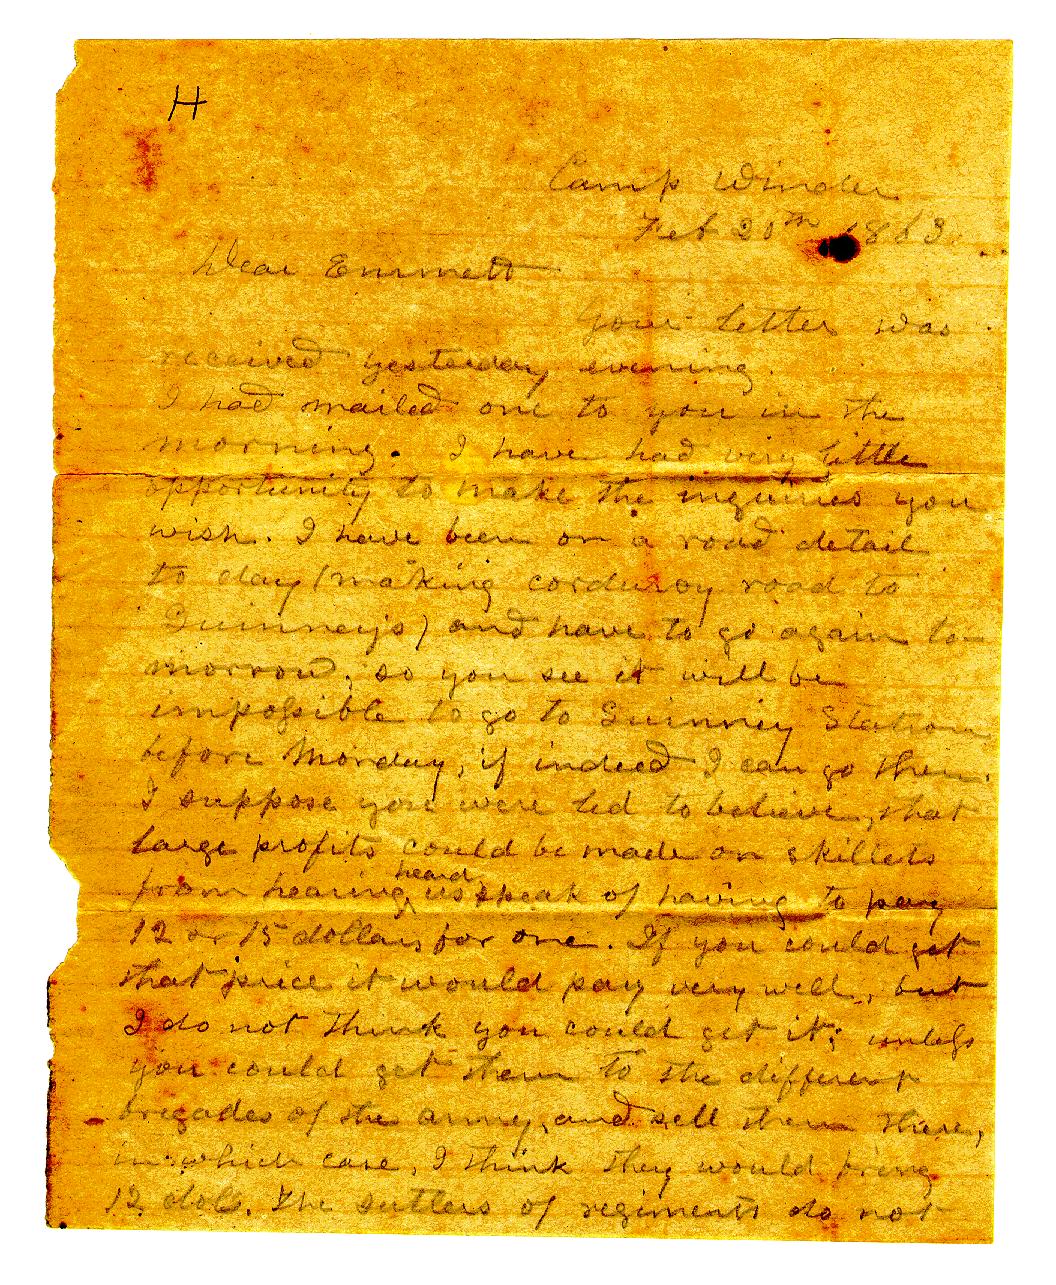 H
Camp Winder
Feb 20th 1863.
Dear Emmett
Your letter was
received yesterday evening.
I had mailed one to you in the
morning. I have had very little
opportunity to make the inquiries you
wish. I have been on a road detail
to day (making corduroy road to
Guinney's) and have to go again to-
morrow, so you see it will be
impossible to go to Guinney Station
before Monday, if indeed I can go then.
I suppose you were led to believe, that
large profits could be made on skillets
heard
from hearing us speak of having to pay
12 or 15 dollars for one. If you could get
that price it would pay very well, but
I do not think you could get it; unless
you could get them to the different
brigades of the army, and sell them there,
in which case, I think they would bring
12 dol. The sutlers of regiments do not